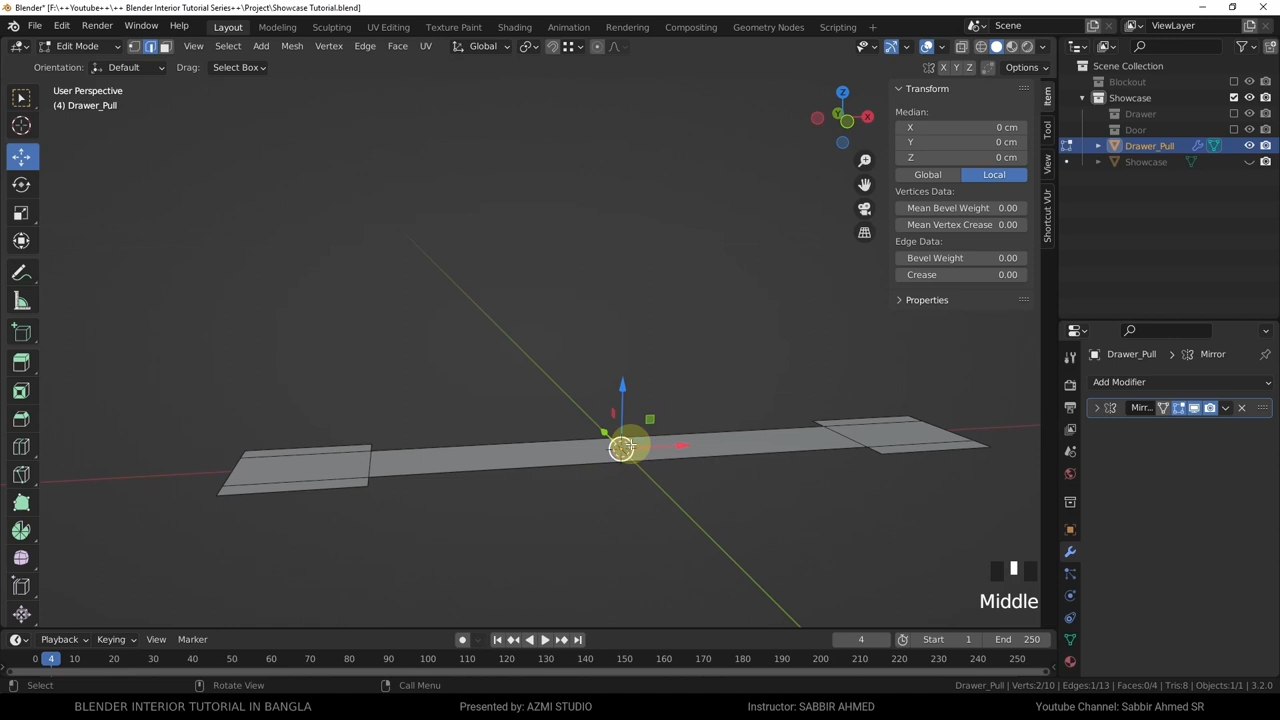 Blender* [F:\++Youtube++\++ Blender Interior Tutorial Series++\Project\Showcase Tutorial.blend]
File Edit Render Window Help Layout Modeling Sculpting UV Editing Texture Paint Shading Animation Rendering Compositing Geometry Nodes Scripting Scene ViewLayer
Edit Mode View Select Add Mesh Vertex Edge Face UV Global
Orientation: Default Drag: Select Box X Y Z Options
User Perspective
(4) Drawer_Pull
Z
Y
X
Transform
Median:
X 0 cm
Y 0 cm
Z 0 cm
Global Local
Vertices Data:
Mean Bevel Weight 0.00
Mean Vertex Crease 0.00
Edge Data:
Bevel Weight 0.00
Crease 0.00
Properties
Item
Tool
View
Shortcut VUr
Scene Collection
Blockout
Showcase
Drawer
Door
Drawer_Pull
Showcase
Drawer_Pull > Mirror
Add Modifier
Mirr...
Middle
Playback Keying View Marker 4 Start 1 End 250
0 4 10 20 30 40 50 60 70 80 90 100 110 120 130 140 150 160 170 180 190 200 210 220 230 240 250
Select Rotate View Call Menu Drawer_Pull | Verts:2/10 | Edges:1/13 | Faces:0/4 | Tris:8 | Objects:1/1 | 3.2.0
BLENDER INTERIOR TUTORIAL IN BANGLA Presented by: AZMI STUDIO Instructor: SABBIR AHMED Youtube Channel: Sabbir Ahmed SR